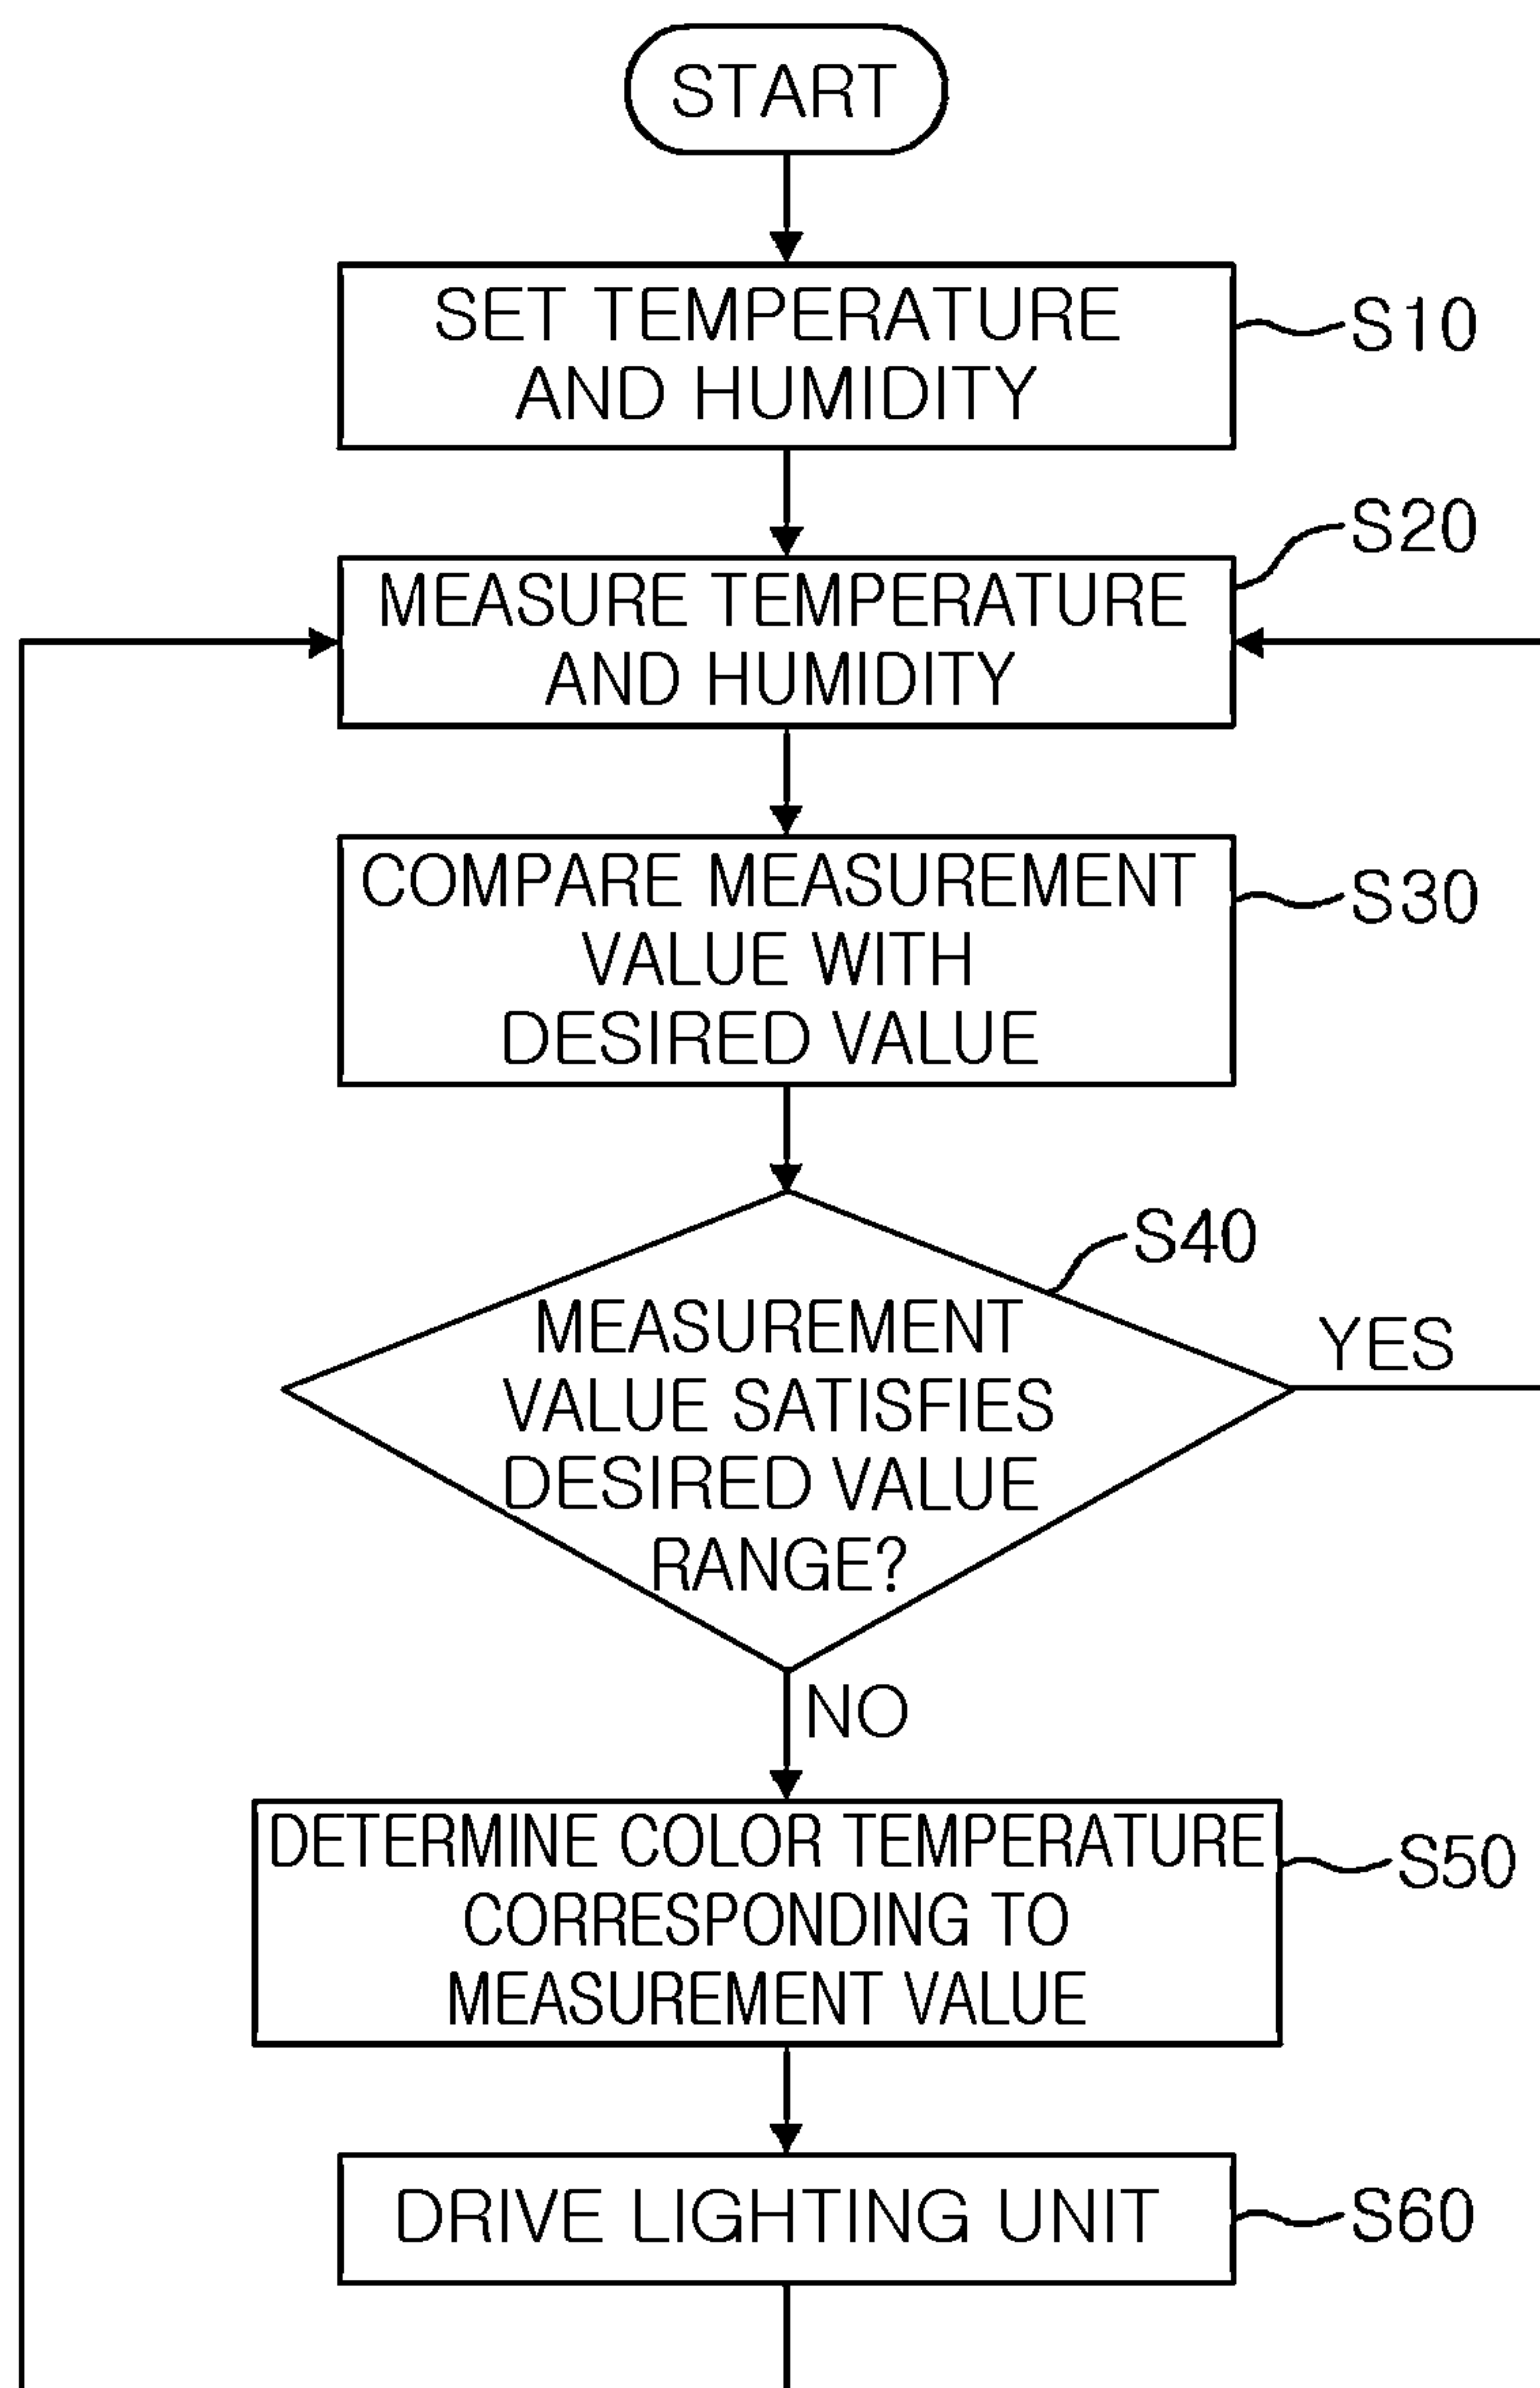 START
SET TEMPERATURE
AND HUMIDITY
S10
MEASURE TEMPERATURE
AND HUMIDITY
S20
COMPARE MEASUREMENT
VALUE WITH
DESIRED VALUE
S30
S40
MEASUREMENT
VALUE SATISFIES
DESIRED VALUE
RANGE?
YES
NO
DETERMINE COLOR TEMPERATURE
CORRESPONDING TO
MEASUREMENT VALUE
S50
DRIVE LIGHTING UNIT
S60